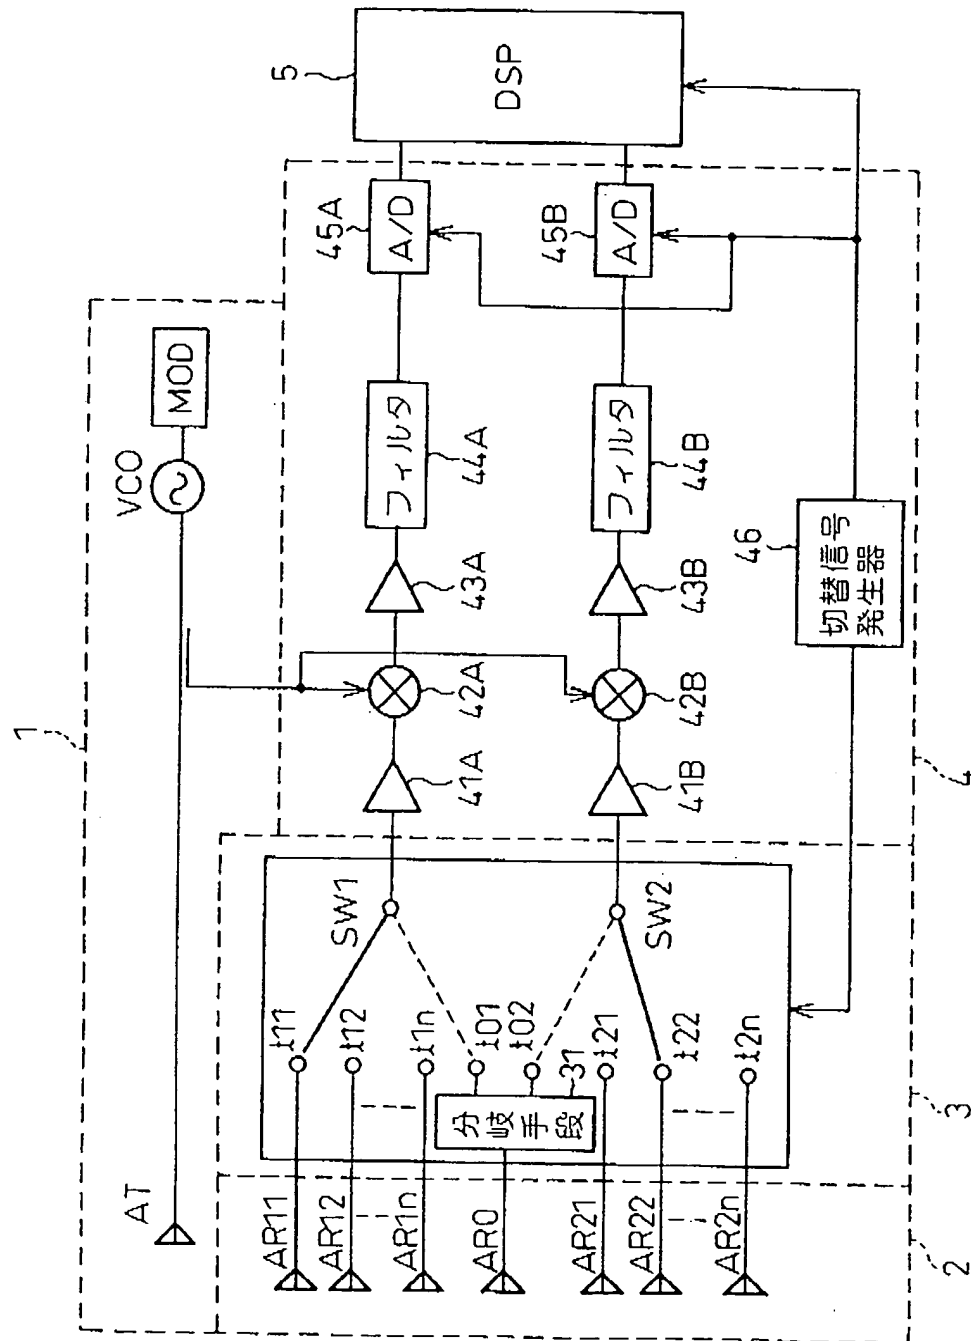 1
AT
VCO
MOD
AR11
AR12
AR1n
AR0
AR21
AR22
AR2n
t11
t12
t1n
t01
t02
t21
t22
t2n
分岐手段
31
SW1
SW2
41A
42A
43A
フィルタ
44A
45A
A/D
41B
42B
43B
フィルタ
44B
45B
A/D
5
DSP
46
切替信号
発生器
2
3
4